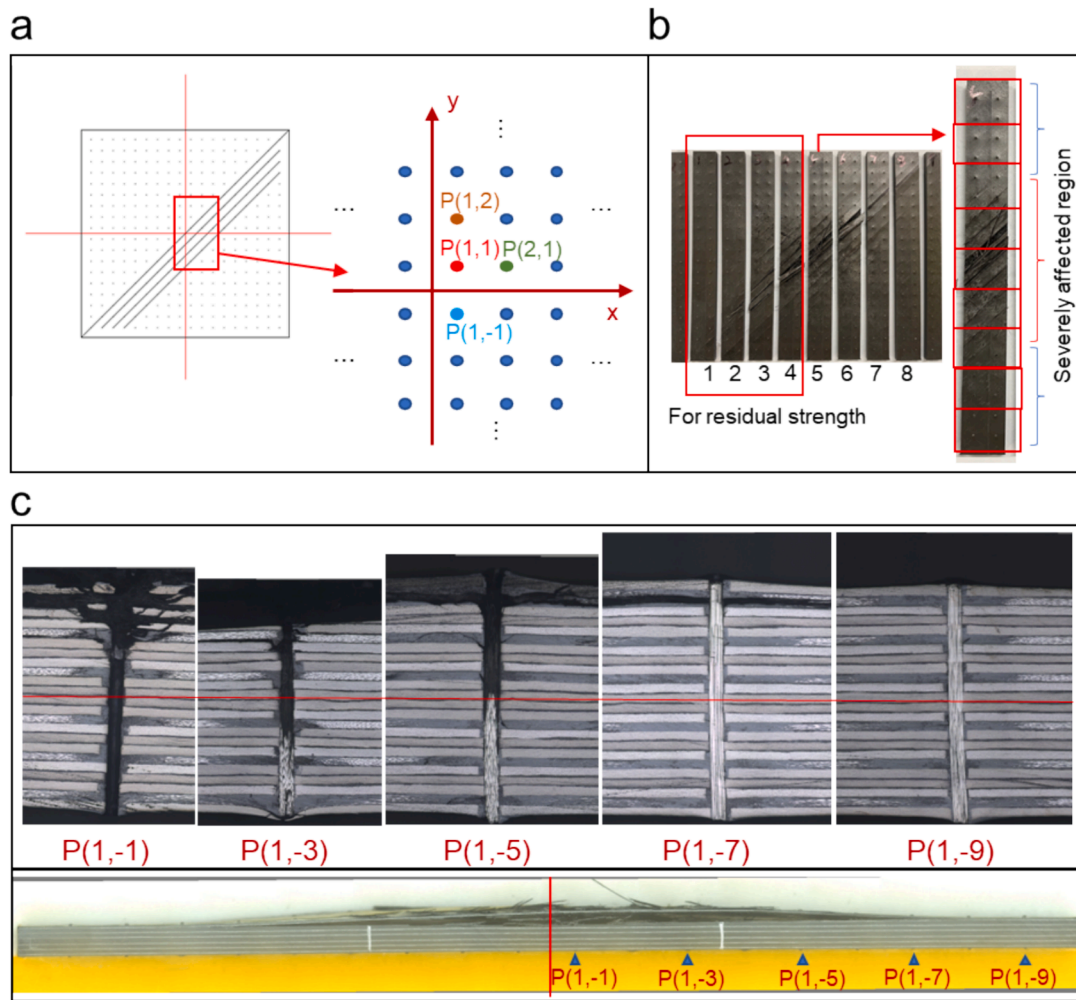 a
b
y
x
...
...
...
...
...
...
P(1,2)
P(1,1)
P(2,1)
P(1,-1)
1 2 3 4 5 6 7 8
For residual strength
Severely affected region
c
P(1,-1) P(1,-3) P(1,-5) P(1,-7) P(1,-9)
P(1,-1) P(1,-3) P(1,-5) P(1,-7) P(1,-9)